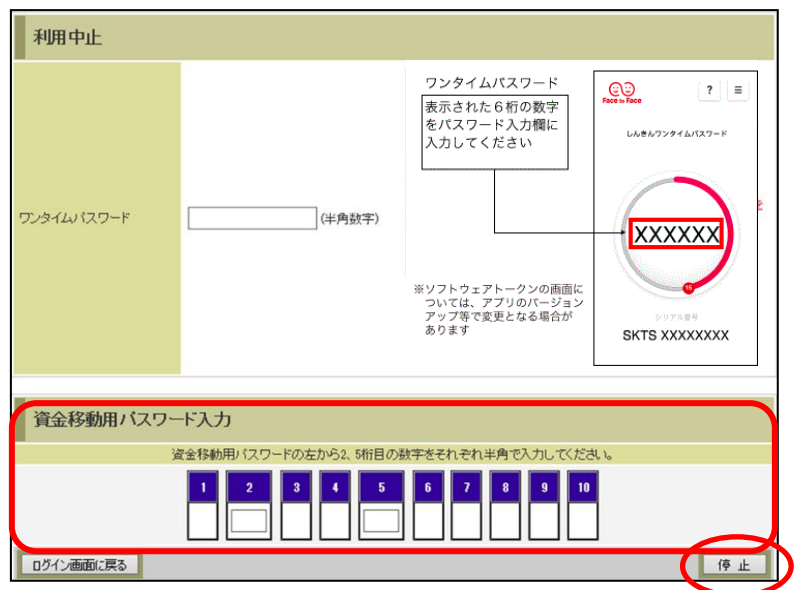 利用中止
ワンタイムパスワード
(半角数字)
ワンタイムパスワード
表示された6桁の数字
をパスワード入力欄に
入力してください
Face to Face
?
≡
しんきんワンタイムパスワード
XXXXXX
15
シリアル番号
SKTS XXXXXXXX
を
※ソフトウェアトークンの画面に
ついては、アプリのバージョン
アップ等で変更となる場合が
あります
資金移動用パスワード入力
資金移動用パスワードの左から2、5桁目の数字をそれぞれ半角で入力してください。
1 2 3 4 5 6 7 8 9 10
ログイン画面に戻る
停 止